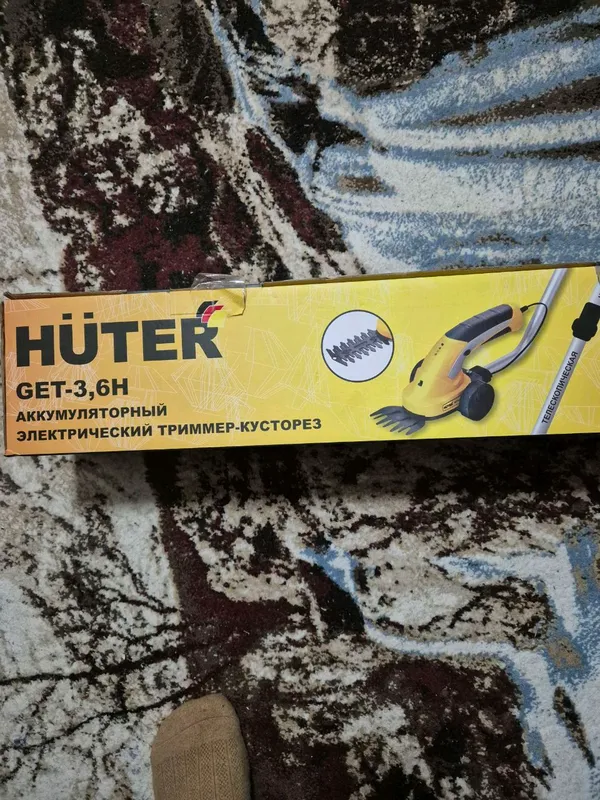 HÜTER
GET-3,6H
АККУМУЛЯТОРНЫЙ
ЭЛЕКТРИЧЕСКИЙ ТРИММЕР-КУСТОРЕЗ
ТЕЛЕСКОПИЧЕСКАЯ